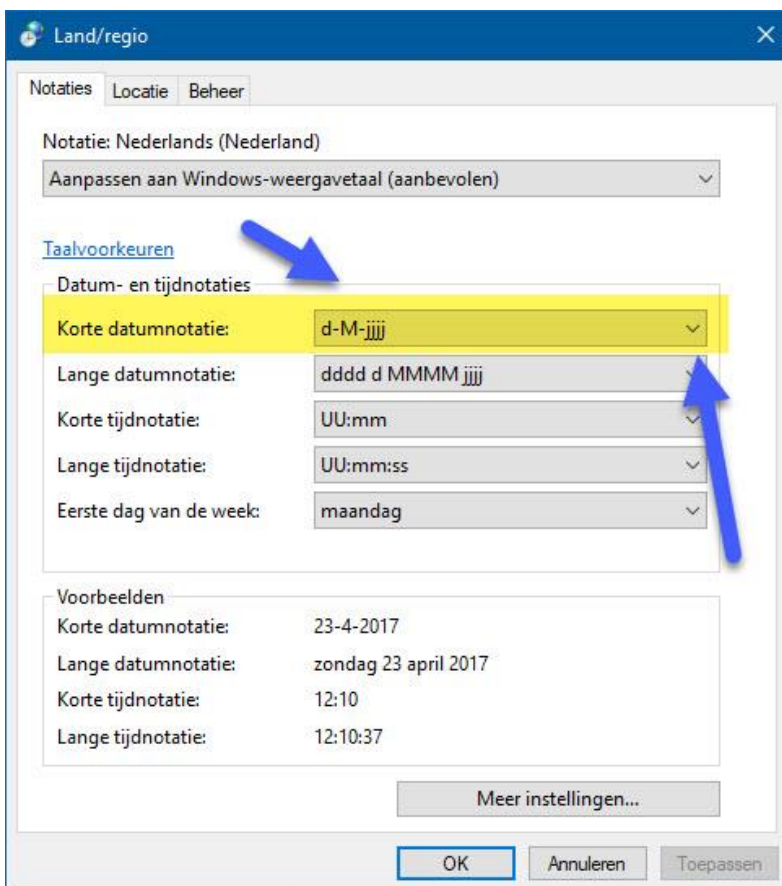 Land/regio
Notaties Locatie Beheer
Notatie: Nederlands (Nederland)
Aanpassen aan Windows-weergavetaal (aanbevolen)
Taalvoorkeuren
Datum- en tijdnotaties
Korte datumnotatie: d-M-jjjj
Lange datumnotatie: dddd d MMMM jjjj
Korte tijdnotatie: UU:mm
Lange tijdnotatie: UU:mm:ss
Eerste dag van de week: maandag
Voorbeelden
Korte datumnotatie: 23-4-2017
Lange datumnotatie: zondag 23 april 2017
Korte tijdnotatie: 12:10
Lange tijdnotatie: 12:10:37
Meer instellingen...
OK Annuleren Toepassen